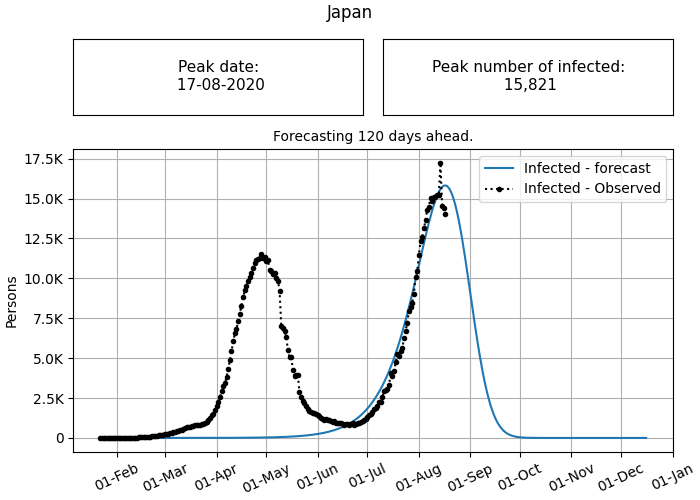 Japan
Peak date:
17-08-2020
Peak number of infected:
15,821
Forecasting 120 days ahead.
Infected - forecast
Infected - Observed
17.5K
15.0K
12.5K
10.0K
7.5K
5.0K
2.5K
0
Persons
01-Feb
01-Mar
01-Apr
01-May
01-Jun
01-Jul
01-Aug
01-Sep
01-Oct
01-Nov
01-Dec
01-Jan